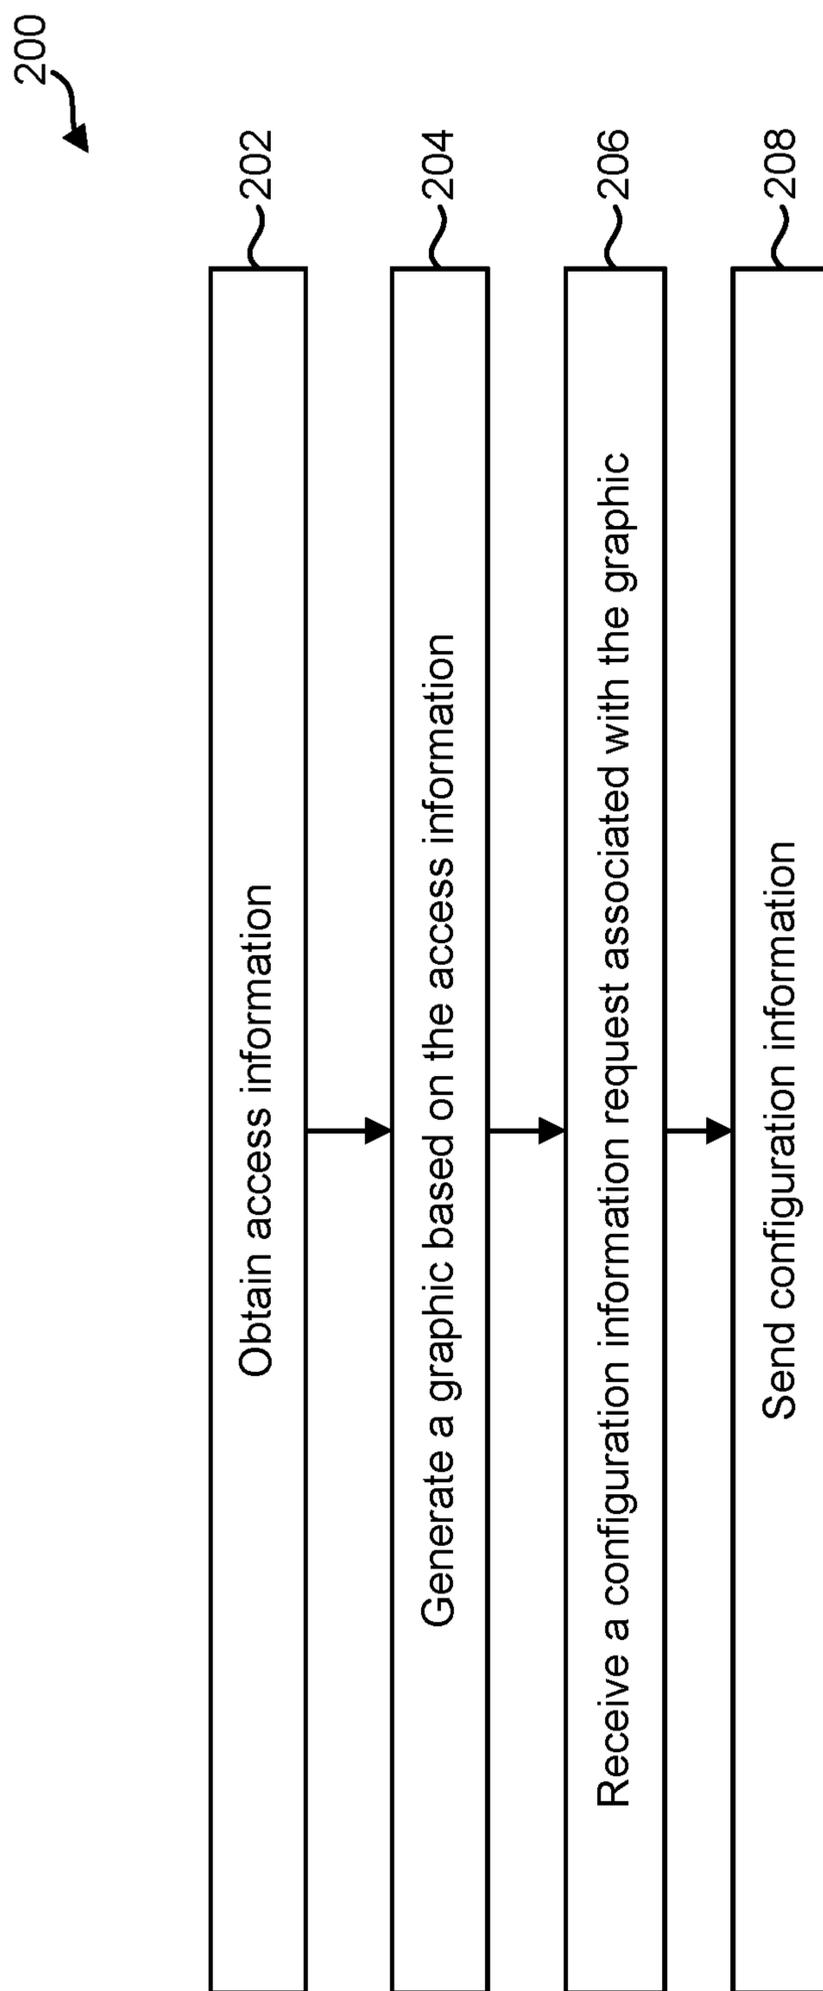 200
Obtain access information
202
Generate a graphic based on the access information
204
Receive a configuration information request associated with the graphic
206
Send configuration information
208